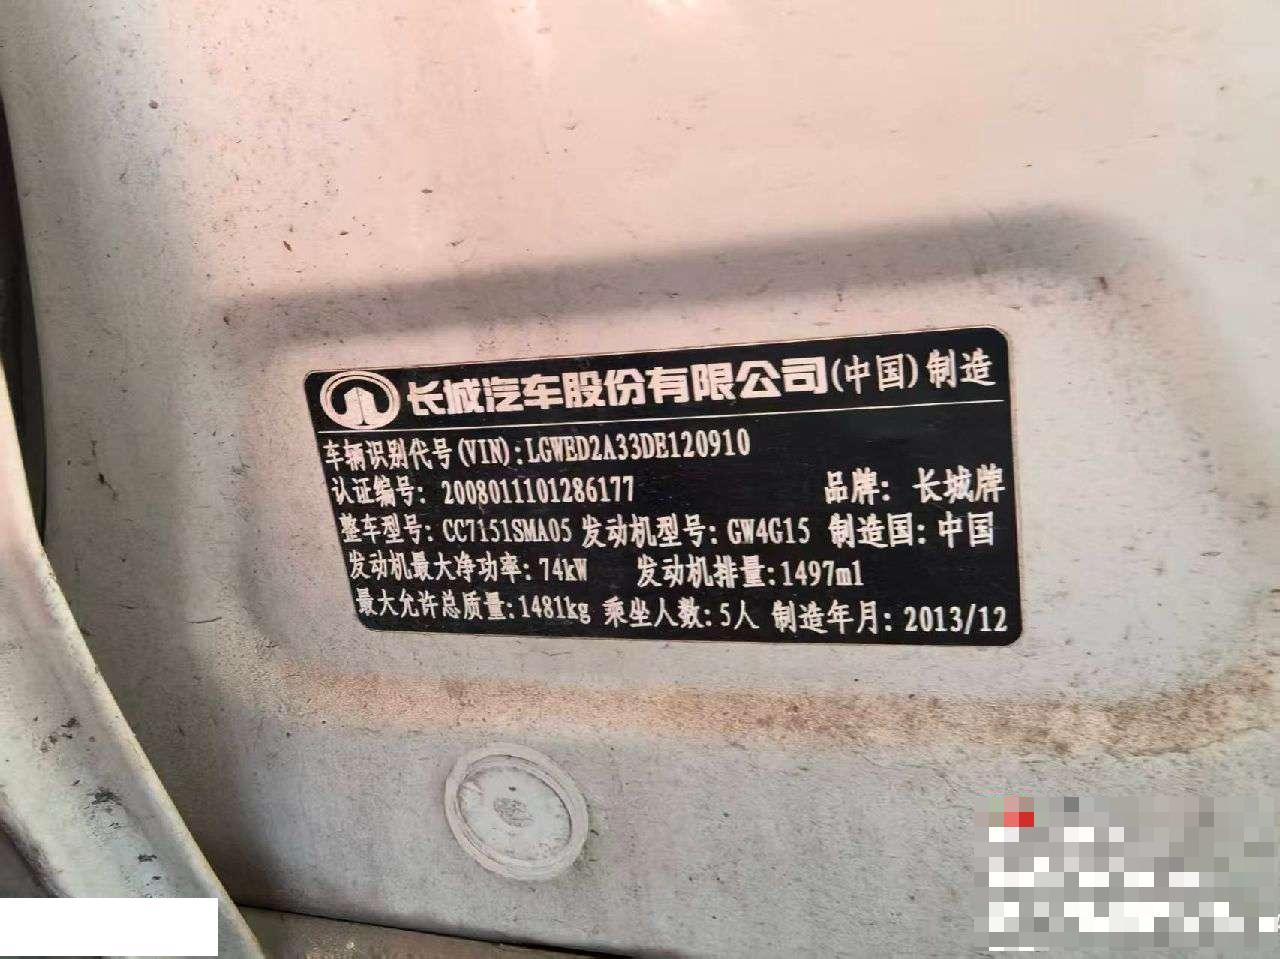 长城汽车股份有限公司(中国)制造
车辆识别代号(VIN):LGWED2A33DE120910
认证编号: 2008011101286177 品牌: 长城牌
整车型号: CC7151SMA05 发动机型号: GW4G15 制造国: 中国
发动机最大净功率: 74kW 发动机排量: 1497ml
最大允许总质量: 1481kg 乘坐人数: 5人 制造年月: 2013/12